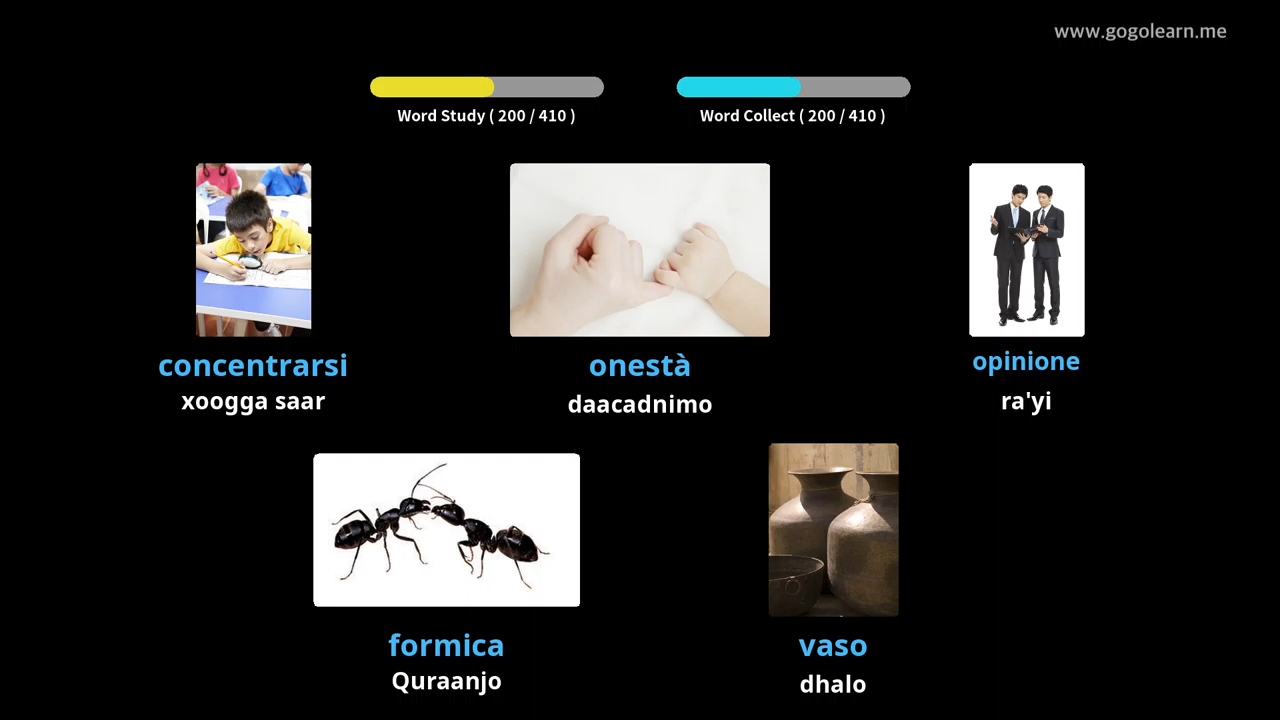 www.gogolearn.me
Word Study ( 200 / 410 )
Word Collect ( 200 / 410 )
concentrarsi
xoogga saar
onestà
daacadnimo
opinione
ra'yi
formica
Quraanjo
vaso
dhalo